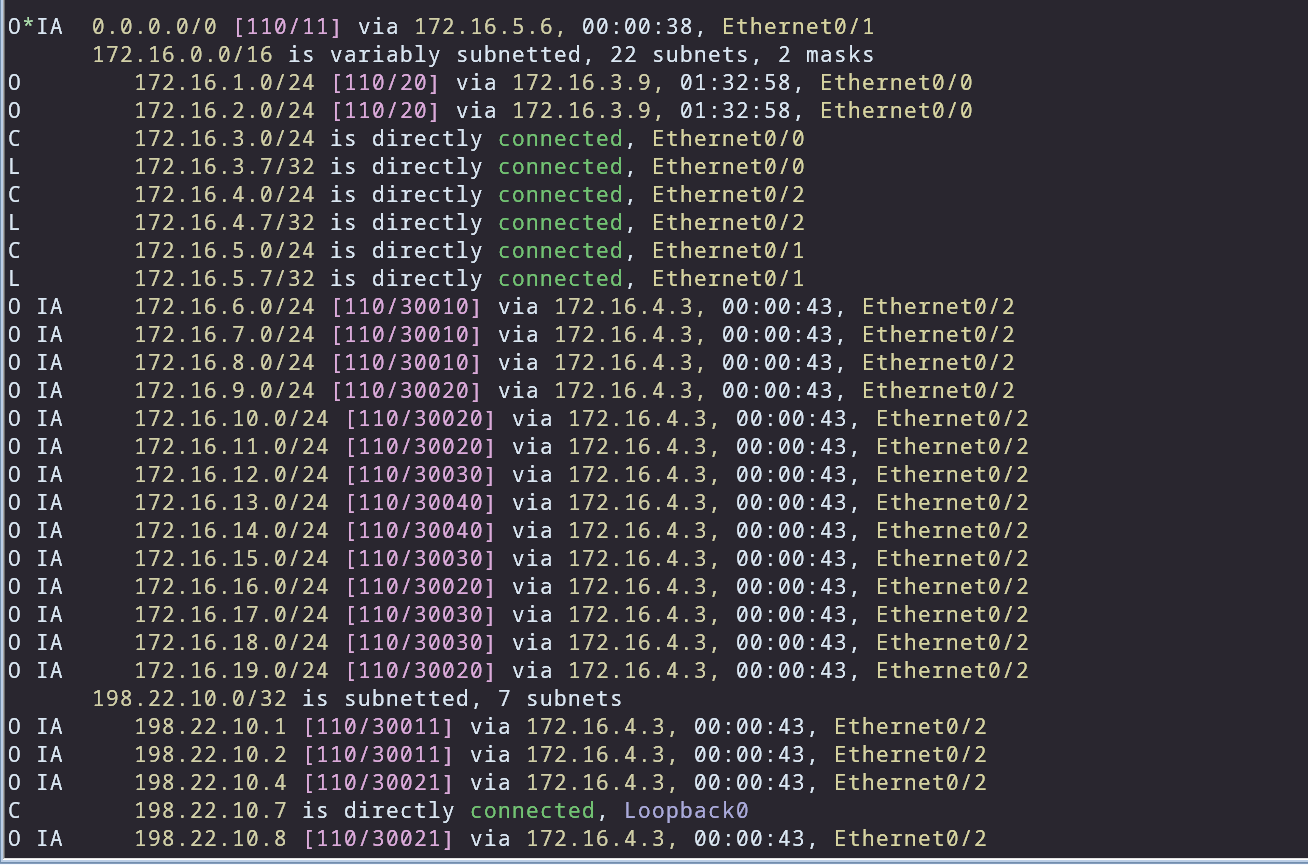 O*IA  0.0.0.0/0 [110/11] via 172.16.5.6, 00:00:38, Ethernet0/1
      172.16.0.0/16 is variably subnetted, 22 subnets, 2 masks
O        172.16.1.0/24 [110/20] via 172.16.3.9, 01:32:58, Ethernet0/0
O        172.16.2.0/24 [110/20] via 172.16.3.9, 01:32:58, Ethernet0/0
C        172.16.3.0/24 is directly connected, Ethernet0/0
L        172.16.3.7/32 is directly connected, Ethernet0/0
C        172.16.4.0/24 is directly connected, Ethernet0/2
L        172.16.4.7/32 is directly connected, Ethernet0/2
C        172.16.5.0/24 is directly connected, Ethernet0/1
L        172.16.5.7/32 is directly connected, Ethernet0/1
O IA     172.16.6.0/24 [110/30010] via 172.16.4.3, 00:00:43, Ethernet0/2
O IA     172.16.7.0/24 [110/30010] via 172.16.4.3, 00:00:43, Ethernet0/2
O IA     172.16.8.0/24 [110/30010] via 172.16.4.3, 00:00:43, Ethernet0/2
O IA     172.16.9.0/24 [110/30020] via 172.16.4.3, 00:00:43, Ethernet0/2
O IA     172.16.10.0/24 [110/30020] via 172.16.4.3, 00:00:43, Ethernet0/2
O IA     172.16.11.0/24 [110/30020] via 172.16.4.3, 00:00:43, Ethernet0/2
O IA     172.16.12.0/24 [110/30030] via 172.16.4.3, 00:00:43, Ethernet0/2
O IA     172.16.13.0/24 [110/30040] via 172.16.4.3, 00:00:43, Ethernet0/2
O IA     172.16.14.0/24 [110/30040] via 172.16.4.3, 00:00:43, Ethernet0/2
O IA     172.16.15.0/24 [110/30030] via 172.16.4.3, 00:00:43, Ethernet0/2
O IA     172.16.16.0/24 [110/30020] via 172.16.4.3, 00:00:43, Ethernet0/2
O IA     172.16.17.0/24 [110/30030] via 172.16.4.3, 00:00:43, Ethernet0/2
O IA     172.16.18.0/24 [110/30030] via 172.16.4.3, 00:00:43, Ethernet0/2
O IA     172.16.19.0/24 [110/30020] via 172.16.4.3, 00:00:43, Ethernet0/2
      198.22.10.0/32 is subnetted, 7 subnets
O IA     198.22.10.1 [110/30011] via 172.16.4.3, 00:00:43, Ethernet0/2
O IA     198.22.10.2 [110/30011] via 172.16.4.3, 00:00:43, Ethernet0/2
O IA     198.22.10.4 [110/30021] via 172.16.4.3, 00:00:43, Ethernet0/2
C        198.22.10.7 is directly connected, Loopback0
O IA     198.22.10.8 [110/30021] via 172.16.4.3, 00:00:43, Ethernet0/2